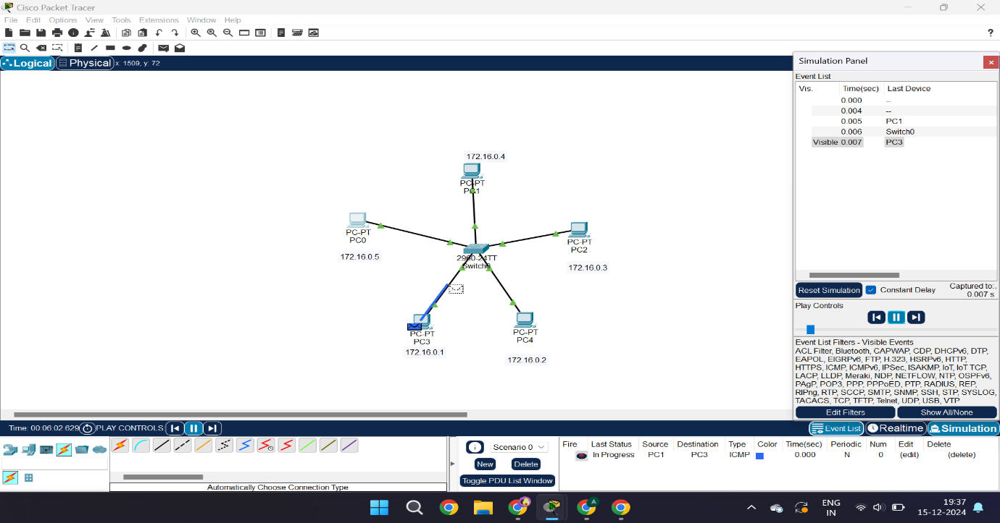 Cisco Packet Tracer
File Edit Options View Tools Extensions Window Help
?
Logical Physical x: 1509, y: 72
Simulation Panel
Event List
Vis. Time(sec) Last Device
0.000 --
0.004 --
0.005 PC1
0.006 Switch0
Visible 0.007 PC3
172.16.0.4
PC-PT
PC1
PC-PT
PC0
172.16.0.5
PC-PT
PC2
172.16.0.3
2960-24TT
Switch0
PC-PT
PC3
172.16.0.1
PC-PT
PC4
172.16.0.2
Reset Simulation Constant Delay Captured to:
0.007 s
Play Controls
Event List Filters - Visible Events
ACL Filter, Bluetooth, CAPWAP, CDP, DHCPv6, DTP,
EAPOL, EIGRPv6, FTP, H.323, HSRPv6, HTTP,
HTTPS, ICMP, ICMPv6, IPSec, ISAKMP, IoT, IoT TCP,
LACP, LLDP, Meraki, NDP, NETFLOW, NTP, OSPFv6,
PAgP, POP3, PPP, PPPoED, PTP, RADIUS, REP,
RIPng, RTP, SCCP, SMTP, SNMP, SSH, STP, SYSLOG,
TACACS, TCP, TFTP, Telnet, UDP, USB, VTP
Edit Filters Show All/None
Time: 00:06:02.629 PLAY CONTROLS: Event List Realtime Simulation
Scenario 0
New Delete
Toggle PDU List Window
Fire Last Status Source Destination Type Color Time(sec) Periodic Num Edit Delete
In Progress PC1 PC3 ICMP 0.000 N 0 (edit) (delete)
Automatically Choose Connection Type
A
ENG
IN
19:37
15-12-2024